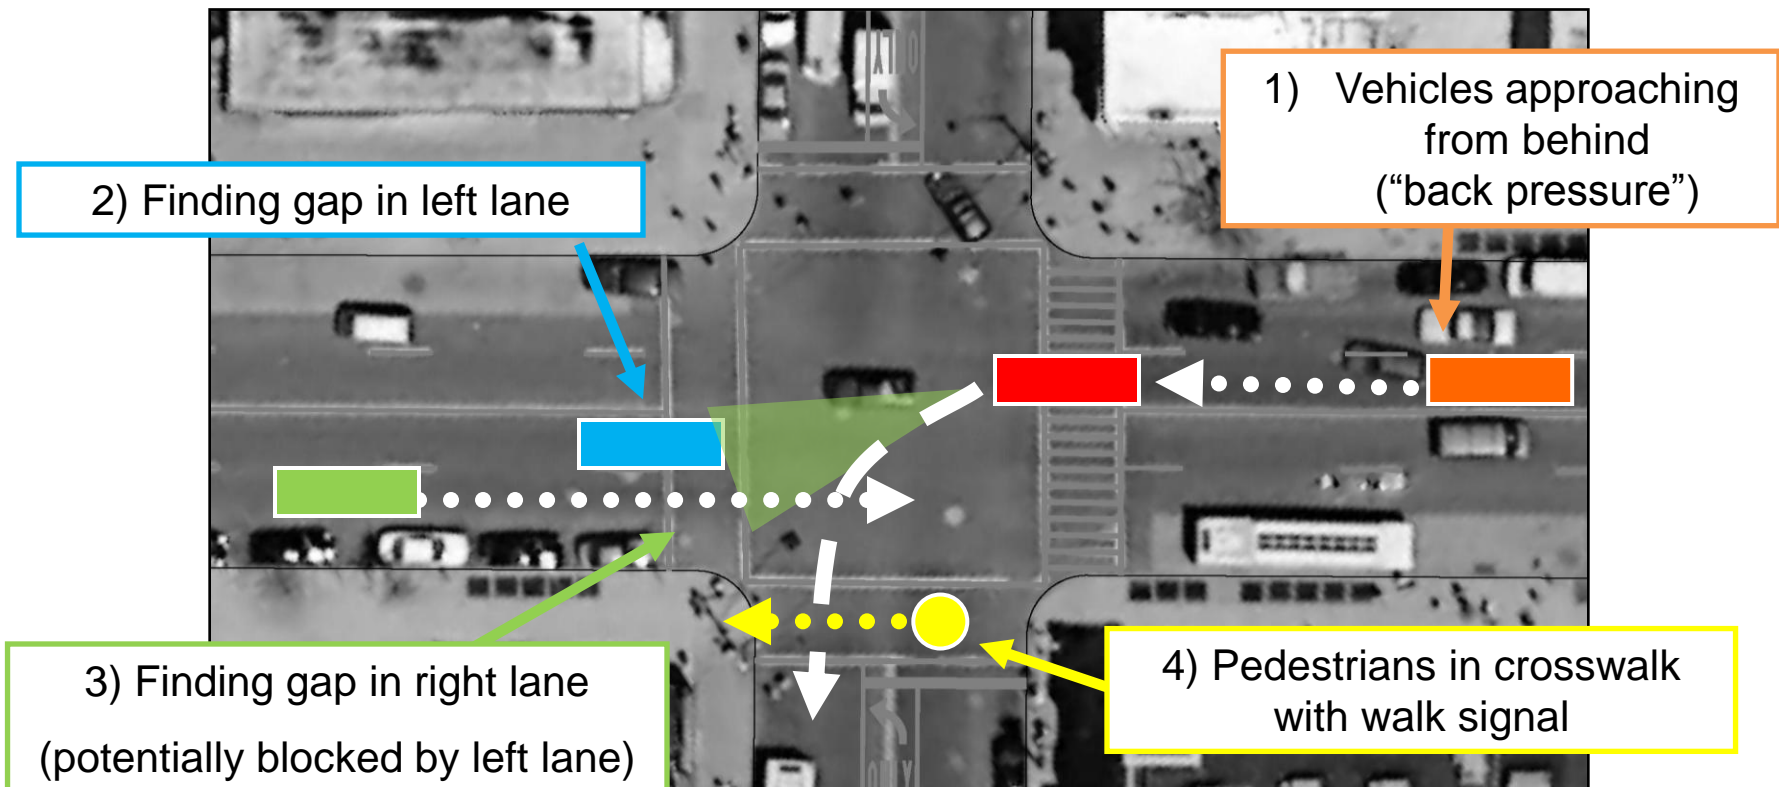 1) Vehicles approaching
from behind
(“back pressure”)
2) Finding gap in left lane
3) Finding gap in right lane
(potentially blocked by left lane)
4) Pedestrians in crosswalk
with walk signal
ONLY